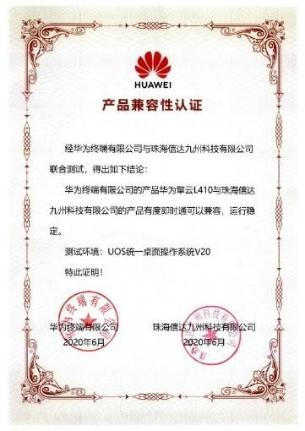 HUAWEI
产品兼容性认证
经华为终端有限公司与珠海信达九州科技有限公司
联合测试，得出如下结论：
华为终端有限公司的产品华为擎云L410与珠海信达
九州科技有限公司的产品有度即时通可以兼容，运行稳
定。
测试环境：UOS统一桌面操作系统V20
特此证明！
华为终端有限公司
珠海信达九州科技有限公司
2020年6月
2020年6月